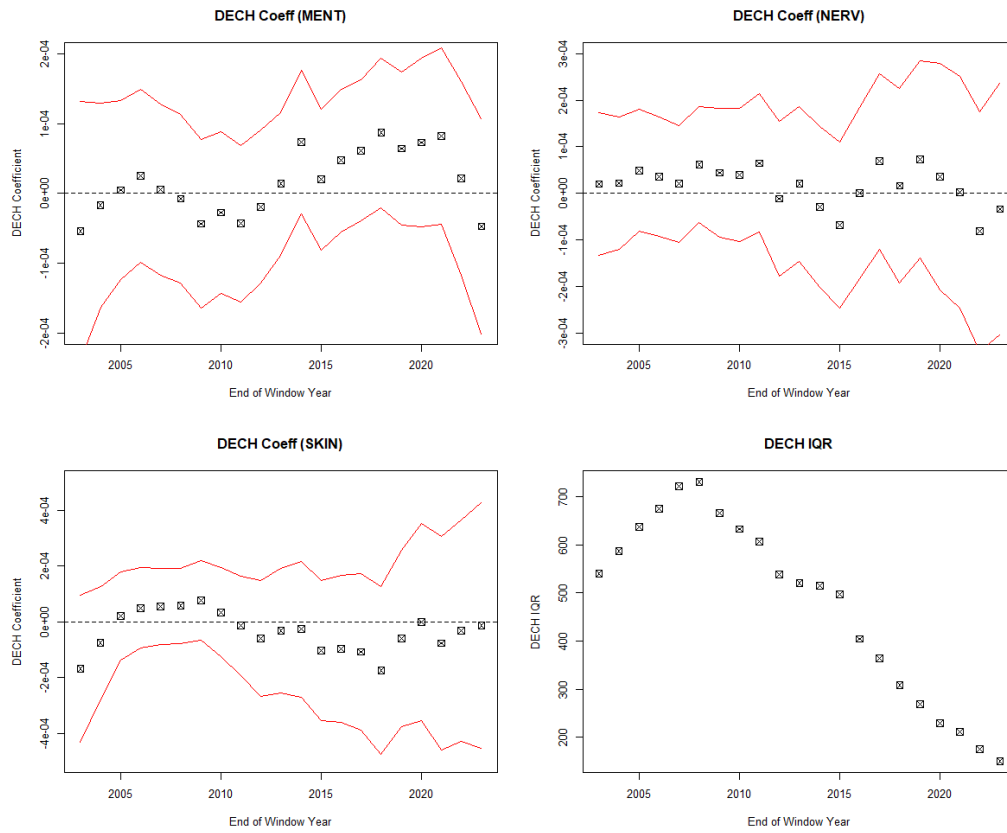 DECH Coeff (MENT)
DECH Coefficient
2e-04
1e-04
0e+00
-1e-04
-2e-04
2005 2010 2015 2020
End of Window Year
DECH Coeff (NERV)
DECH Coefficient
3e-04
2e-04
1e-04
0e+00
-1e-04
-2e-04
-3e-04
2005 2010 2015 2020
End of Window Year
DECH Coeff (SKIN)
DECH Coefficient
4e-04
2e-04
0e+00
-2e-04
-4e-04
2005 2010 2015 2020
End of Window Year
DECH IQR
DECH IQR
700
600
500
400
300
200
2005 2010 2015 2020
End of Window Year